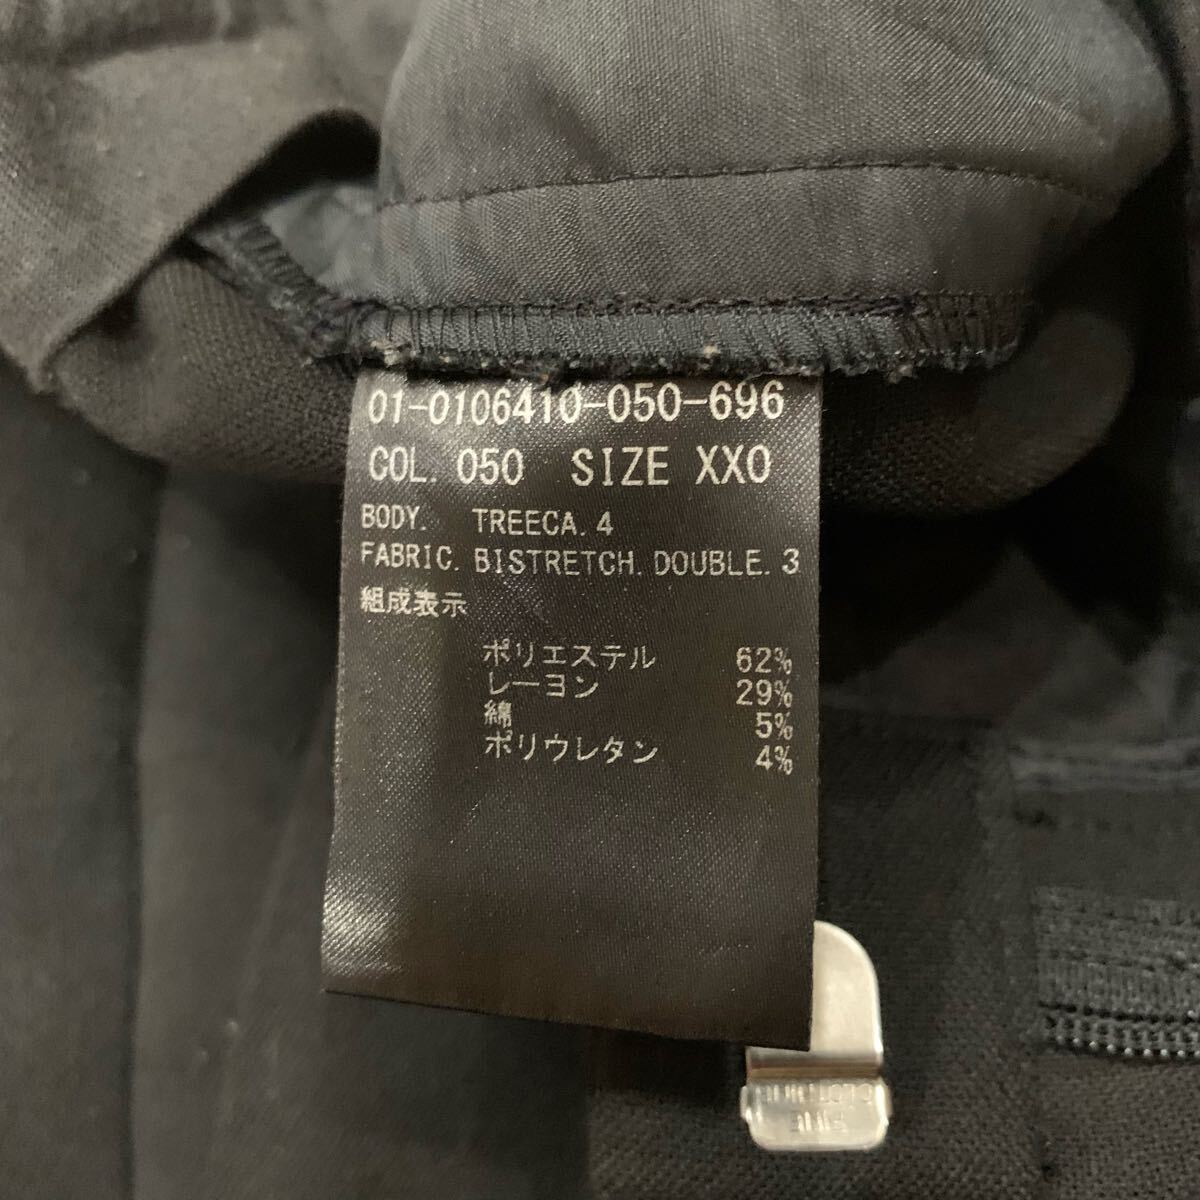 01-0106410-050-696
COL. 050 SIZE XXO
BODY. TREECA. 4
FABRIC. BISTRETCH. DOUBLE. 3
組成表示
ポリエステル 62%
レーヨン 29%
綿 5%
ポリウレタン 4%
CLOTHING
FINE